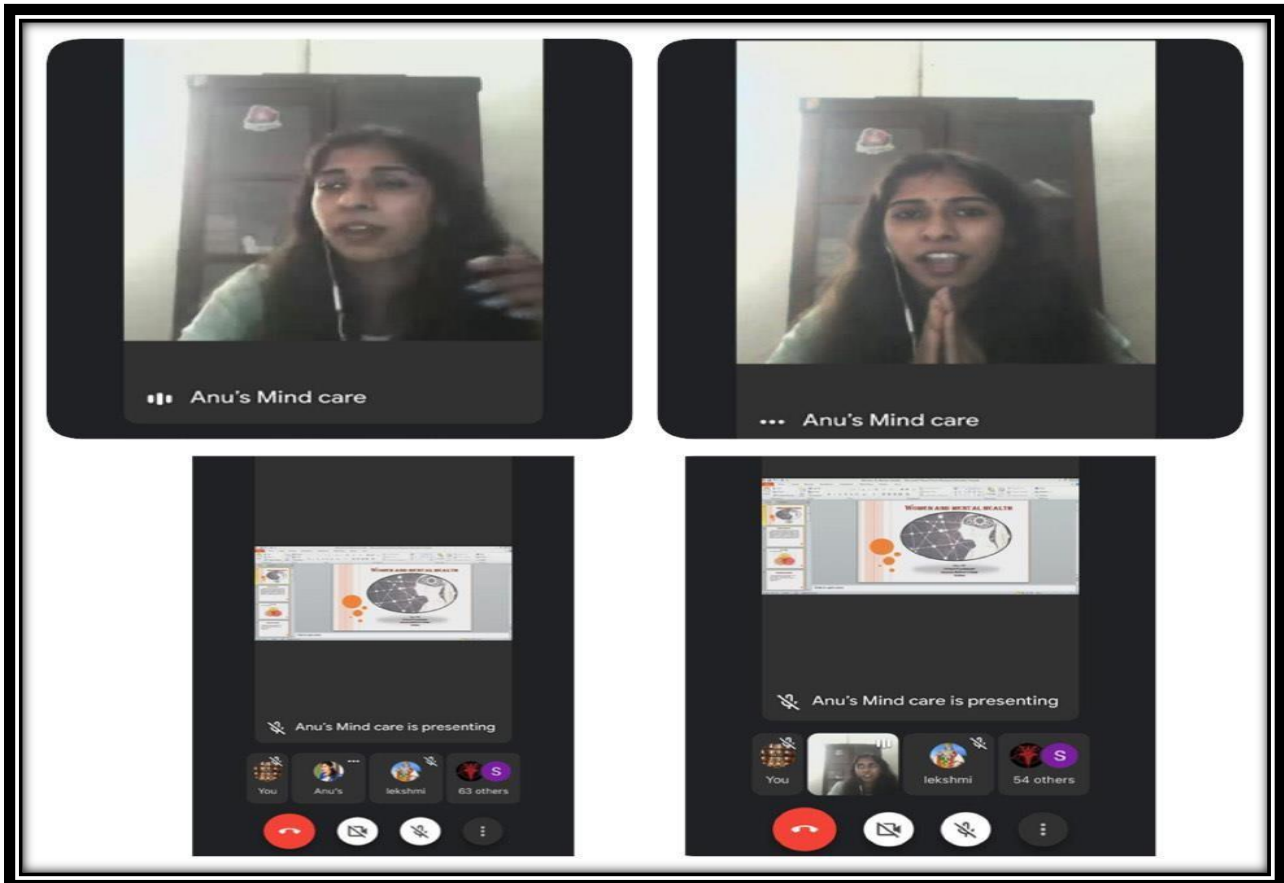 Anu's Mind care
Anu's Mind care
WOMEN AND MENTAL HEALTH
Anu's Mind care is presenting
You
Anu's
lekshmi
S
63 others
WOMEN AND MENTAL HEALTH
Anu's Mind care is presenting
You
lekshmi
S
54 others